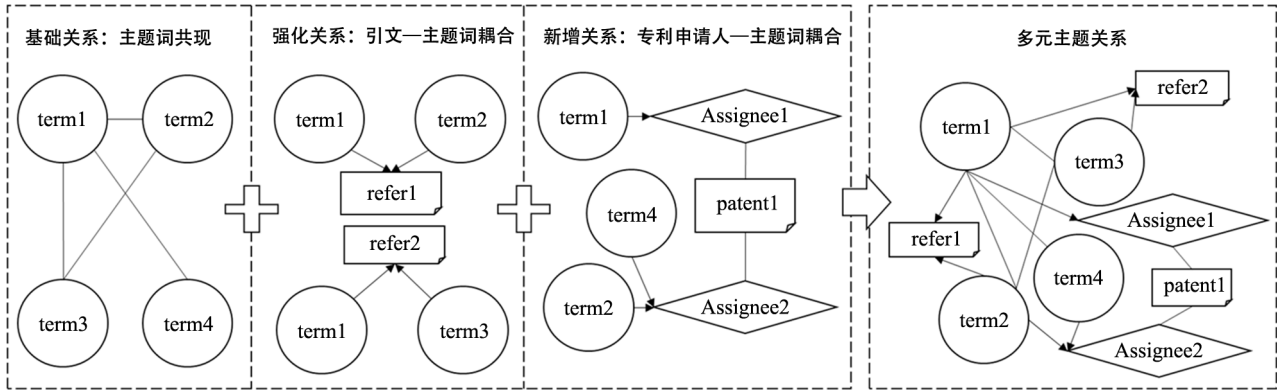 基础关系：主题词共现
term1
term2
term3
term4
强化关系：引文—主题词耦合
term1
term2
refer1
refer2
term1
term3
新增关系：专利申请人—主题词耦合
term1
Assignee1
term4
patent1
term2
Assignee2
多元主题关系
refer2
term1
term3
Assignee1
refer1
term4
patent1
term2
Assignee2